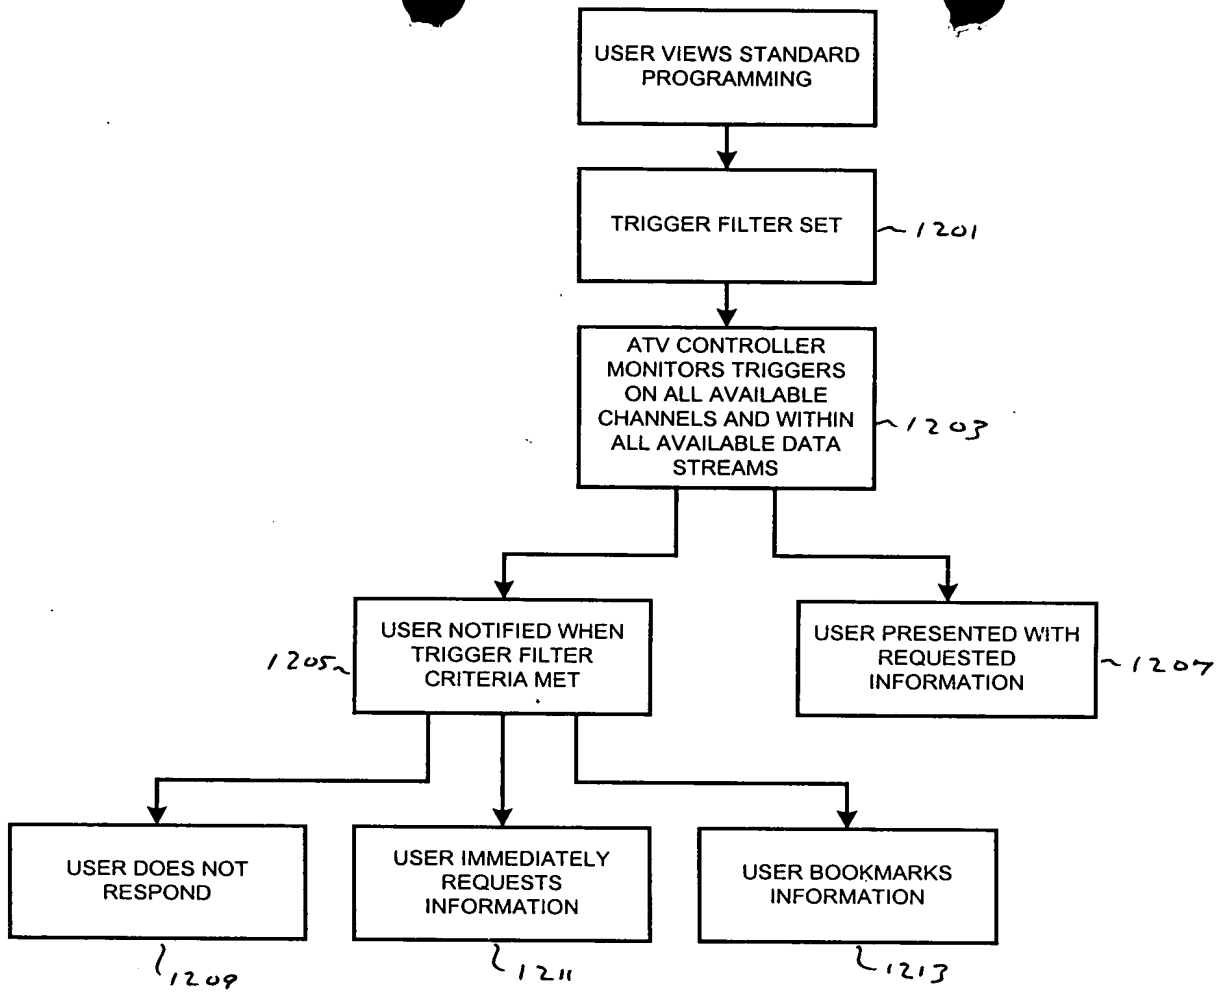 USER VIEWS STANDARD
PROGRAMMING
TRIGGER FILTER SET
1201
ATV CONTROLLER
MONITORS TRIGGERS
ON ALL AVAILABLE
CHANNELS AND WITHIN
ALL AVAILABLE DATA
STREAMS
1203
1205
USER NOTIFIED WHEN
TRIGGER FILTER
CRITERIA MET
USER PRESENTED WITH
REQUESTED
INFORMATION
1207
USER DOES NOT
RESPOND
USER IMMEDIATELY
REQUESTS
INFORMATION
USER BOOKMARKS
INFORMATION
1209
1211
1213